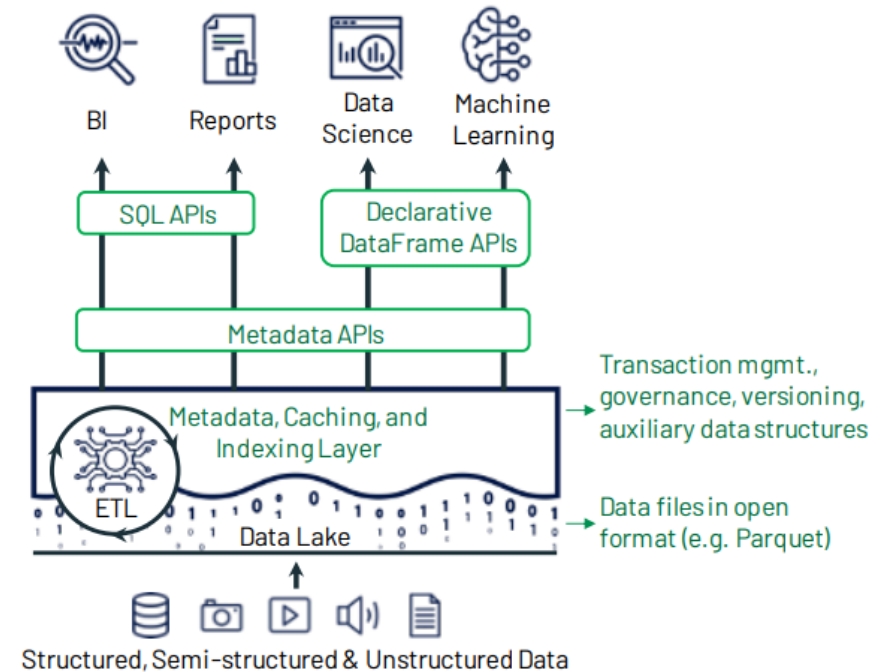 BI
Reports
Data
Science
Machine
Learning
SQL APIs
Declarative
DataFrame APIs
Metadata APIs
Metadata, Caching, and
Indexing Layer
Transaction mgmt.,
governance, versioning,
auxiliary data structures
ETL
Data Lake
Data files in open
format (e.g. Parquet)
Structured, Semi-structured & Unstructured Data